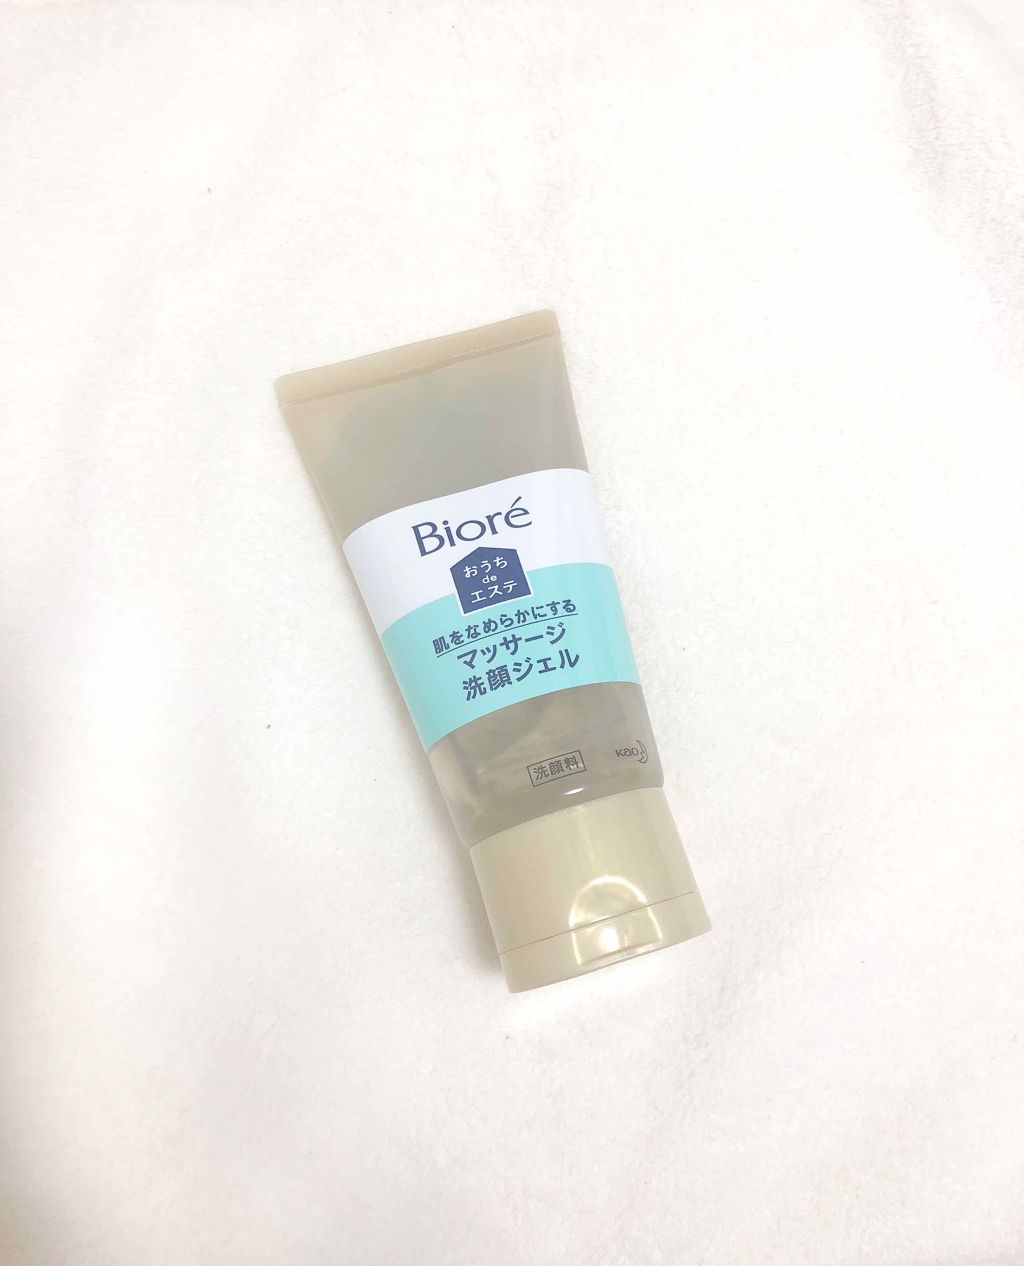 Bioré
おうち
de
エステ
肌をなめらかにする
マッサージ
洗顔ジェル
洗顔料
Kao